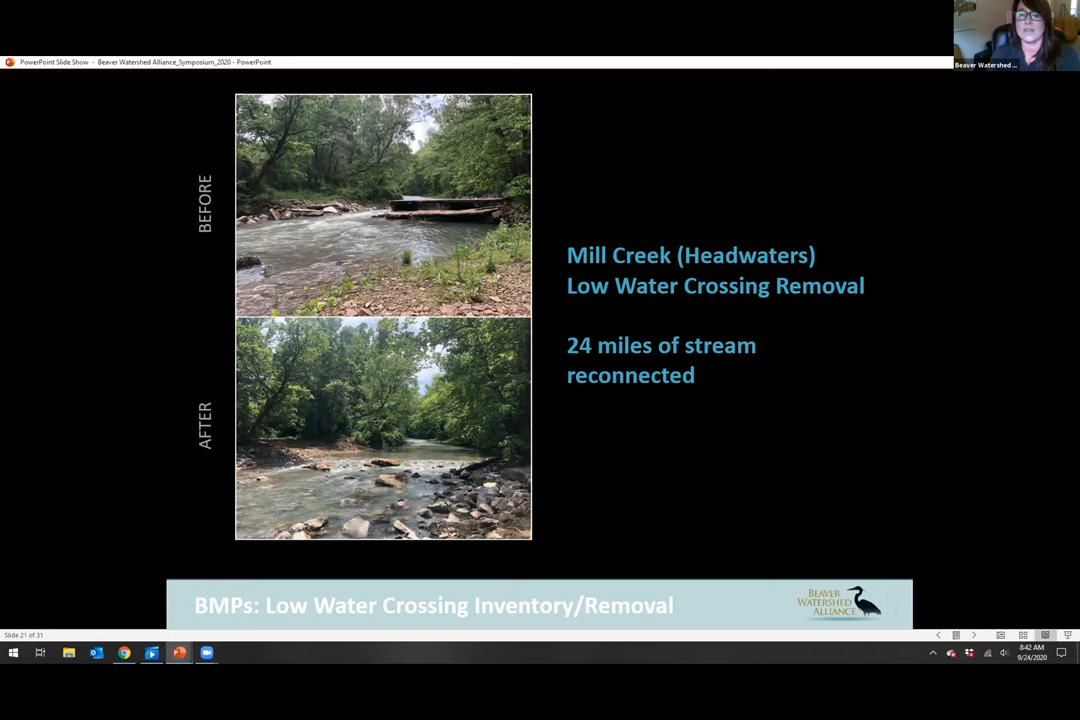 PowerPoint Slide Show - Beaver Watershed Alliance_Symposium_2020 - PowerPoint
Beaver Watershed ...
BEFORE
AFTER
Mill Creek (Headwaters)
Low Water Crossing Removal
24 miles of stream
reconnected
BMPs: Low Water Crossing Inventory/Removal
BEAVER
WATERSHED
ALLIANCE
Slide 21 of 31
8:42 AM
9/24/2020